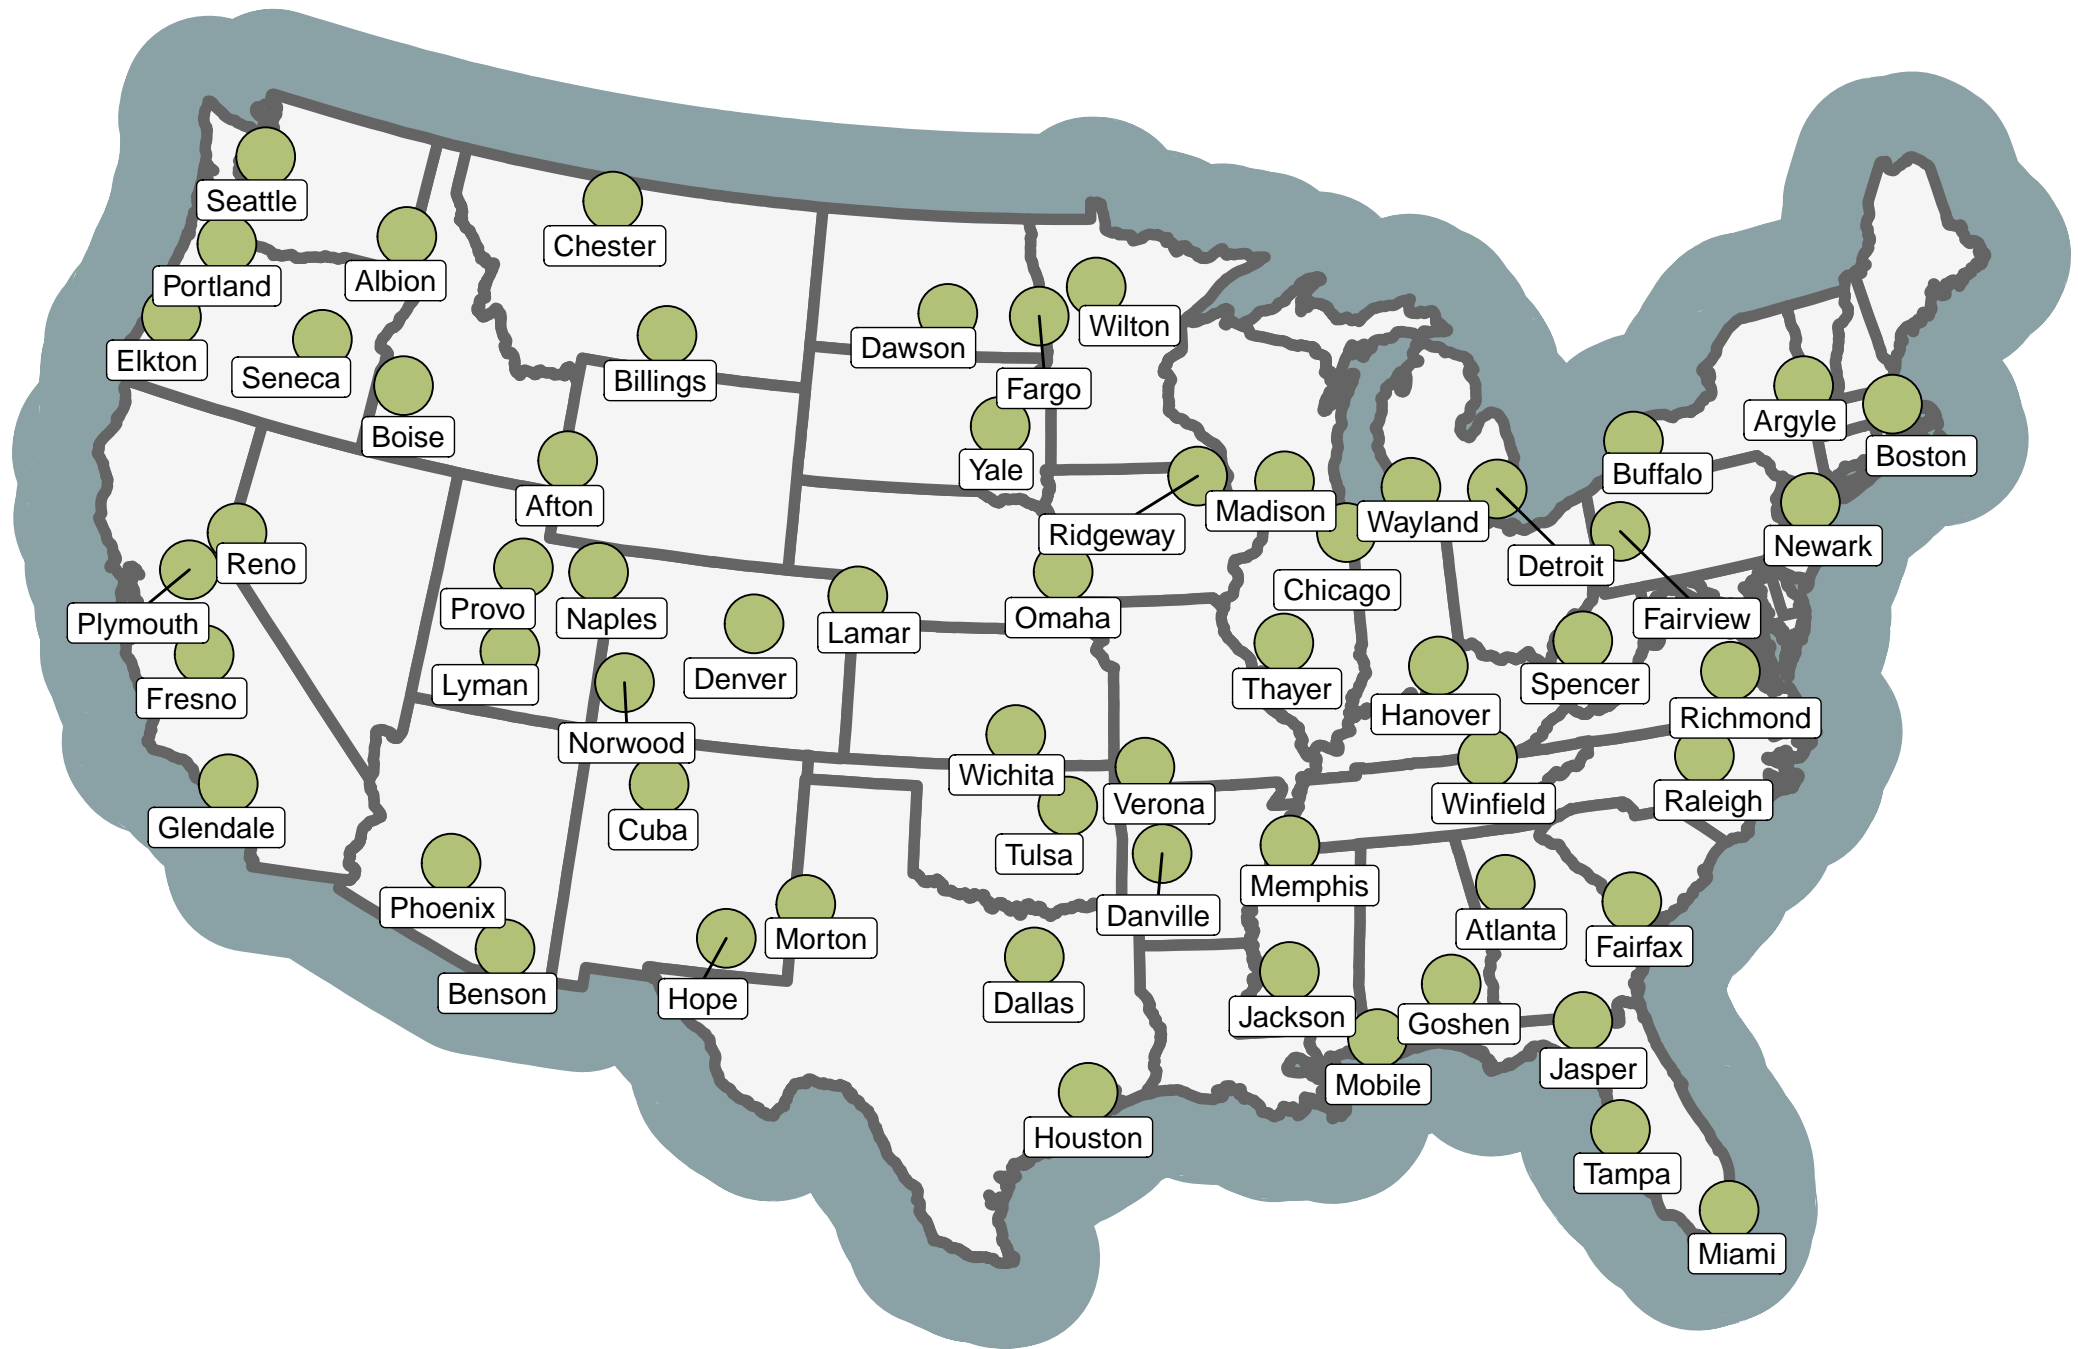 Seattle
Chester
Portland
Albion
Wilton
Dawson
Elkton
Seneca
Billings
Fargo
Argyle
Boise
Boston
Yale
Buffalo
Afton
Madison
Wayland
Ridgeway
Newark
Reno
Detroit
Chicago
Provo
Naples
Omaha
Fairview
Plymouth
Lamar
Denver
Lyman
Spencer
Thayer
Fresno
Hanover
Richmond
Norwood
Wichita
Raleigh
Winfield
Verona
Glendale
Cuba
Tulsa
Memphis
Phoenix
Danville
Atlanta
Morton
Fairfax
Benson
Hope
Dallas
Jackson
Goshen
Jasper
Mobile
Houston
Tampa
Miami